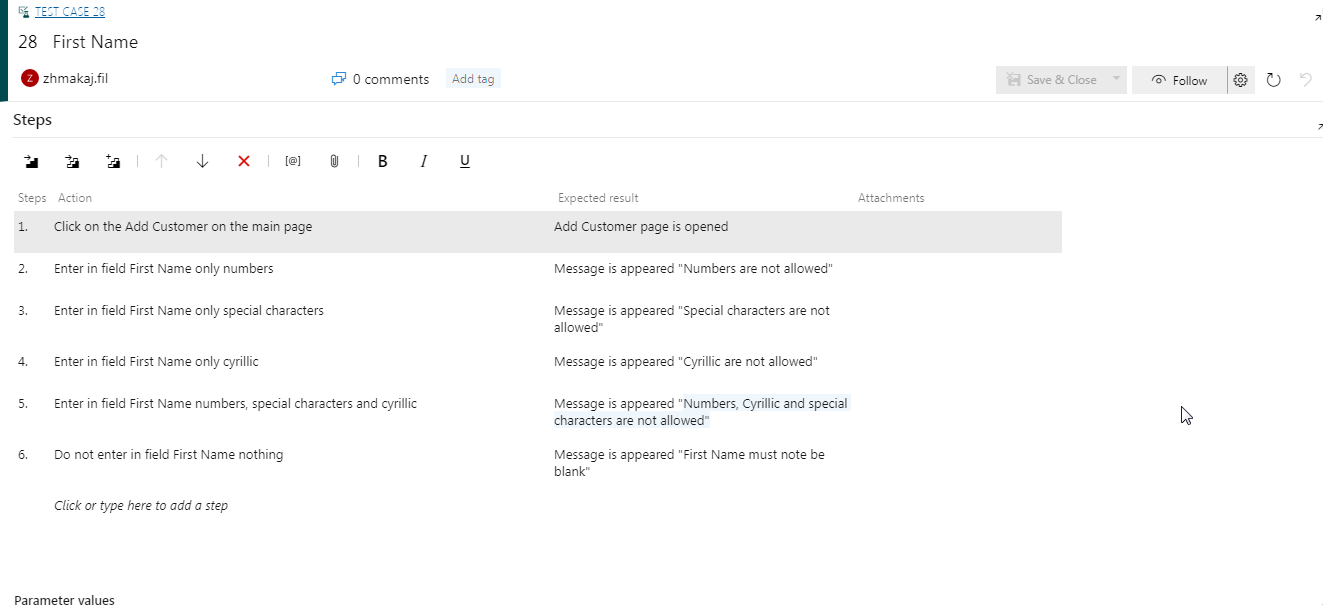 TEST CASE 28
28 First Name
Z zhmakaj.fil
0 comments
Add tag
Save & Close
Follow
Steps
[@]
B
I
U
Steps Action Expected result Attachments
1. Click on the Add Customer on the main page Add Customer page is opened
2. Enter in field First Name only numbers Message is appeared "Numbers are not allowed"
3. Enter in field First Name only special characters Message is appeared "Special characters are not
allowed"
4. Enter in field First Name only cyrillic Message is appeared "Cyrillic are not allowed"
5. Enter in field First Name numbers, special characters and cyrillic Message is appeared "Numbers, Cyrillic and special
characters are not allowed"
6. Do not enter in field First Name nothing Message is appeared "First Name must note be
blank"
Click or type here to add a step
Parameter values